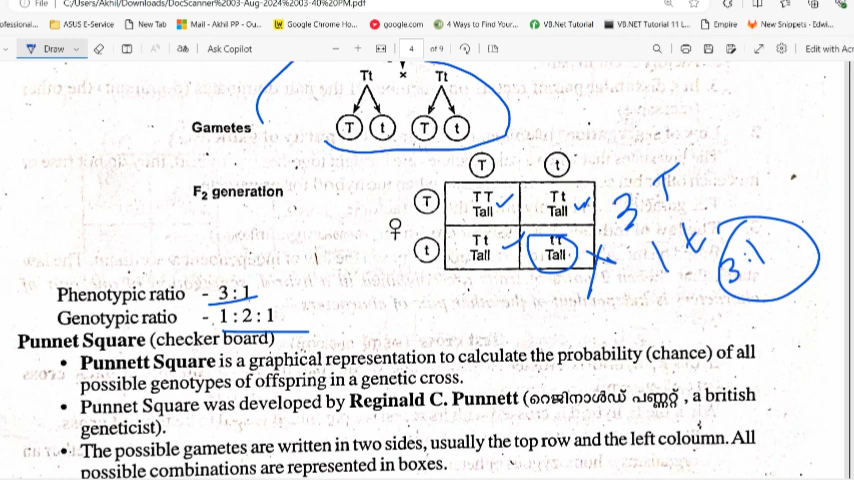 File C:/Users/Akhil/Downloads/DocScanner%2003-Aug-2024%2003-40%20PM.pdf
ofessional... ASUS E-Service New Tab Mail - Akhil PP - Ou... Google Chrome Ho... google.com 4 Ways to Find Your... VB.Net Tutorial VB.NET Tutorial 11 L... Empire New Snippets - Edwi...
Draw Ask Copilot 4 of 9 Edit with Acr
Tt × Tt
Gametes T t T t
T t
F2 generation T TT Tt
Tall Tall
♀ t Tt tT
Tall Tall
3 T
1 t
3:1
Phenotypic ratio - 3 : 1
Genotypic ratio - 1 : 2 : 1
Punnet Square (checker board)
• Punnett Square is a graphical representation to calculate the probability (chance) of all
possible genotypes of offspring in a genetic cross.
• Punnet Square was developed by Reginald C. Punnett (റെജിനാൾഡ് പണ്ണറ്റ്, a british
geneticist).
• The possible gametes are written in two sides, usually the top row and the left coloumn. All
possible combinations are represented in boxes.